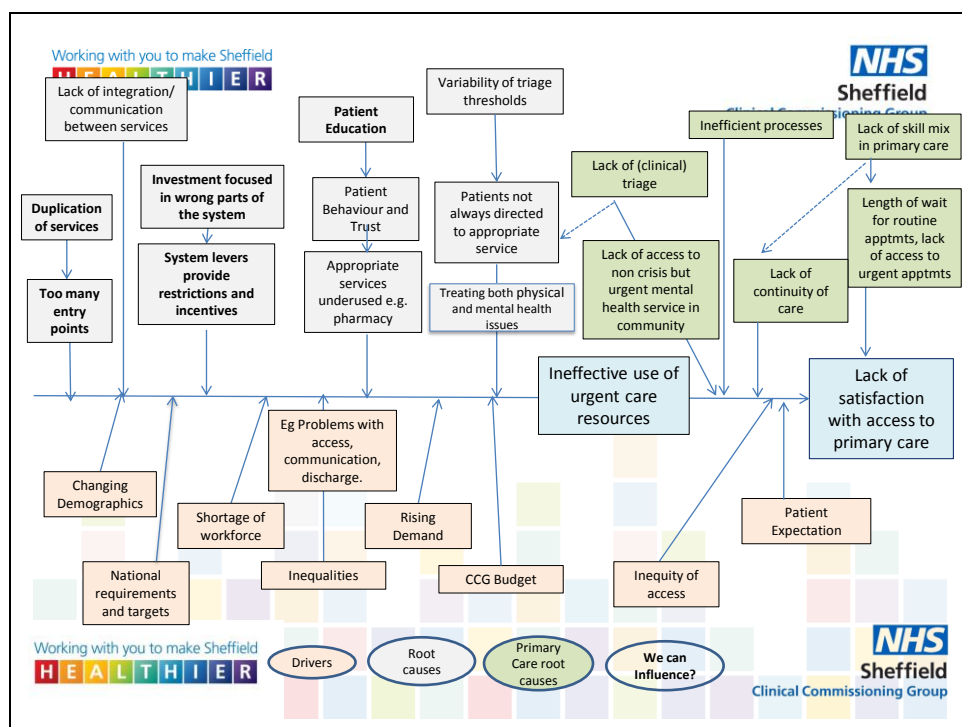 Working with you to make Sheffield
HEALTHIER
NHS
Sheffield
Clinical Commissioning Group
Lack of integration/
communication
between services
Patient
Education
Variability of triage
thresholds
Inefficient processes
Lack of skill mix
in primary care
Lack of (clinical)
triage
Duplication
of services
Investment focused
in wrong parts of
the system
Patient
Behaviour and
Trust
Patients not
always directed
to appropriate
service
Length of wait
for routine
apptmts, lack
of access to
urgent apptmts
Too many
entry
points
System levers
provide
restrictions and
incentives
Appropriate
services
underused e.g.
pharmacy
Treating both physical
and mental health
issues
Lack of access to
non crisis but
urgent mental
health service in
community
Lack of
continuity of
care
Ineffective use of
urgent care
resources
Lack of
satisfaction
with access to
primary care
Changing
Demographics
National
requirements
and targets
Shortage of
workforce
Eg Problems with
access,
communication,
discharge.
Inequalities
Rising
Demand
CCG Budget
Inequity of
access
Patient
Expectation
Working with you to make Sheffield
HEALTHIER
Drivers
Root
causes
Primary
Care root
causes
We can
Influence?
NHS
Sheffield
Clinical Commissioning Group